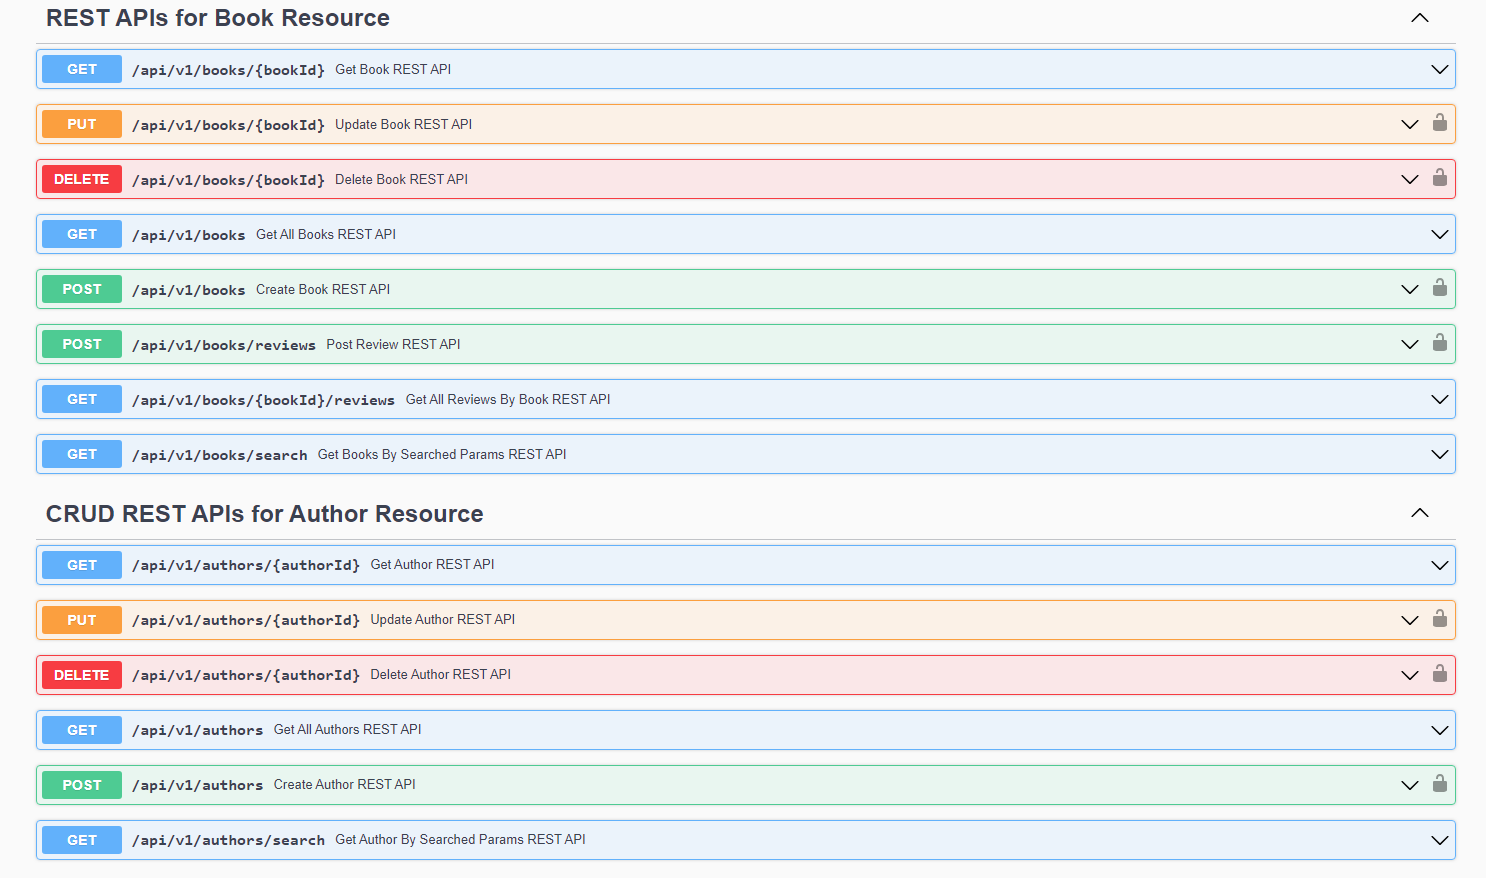 REST APIs for Book Resource
GET /api/v1/books/{bookId} Get Book REST API
PUT /api/v1/books/{bookId} Update Book REST API
DELETE /api/v1/books/{bookId} Delete Book REST API
GET /api/v1/books Get All Books REST API
POST /api/v1/books Create Book REST API
POST /api/v1/books/reviews Post Review REST API
GET /api/v1/books/{bookId}/reviews Get All Reviews By Book REST API
GET /api/v1/books/search Get Books By Searched Params REST API
CRUD REST APIs for Author Resource
GET /api/v1/authors/{authorId} Get Author REST API
PUT /api/v1/authors/{authorId} Update Author REST API
DELETE /api/v1/authors/{authorId} Delete Author REST API
GET /api/v1/authors Get All Authors REST API
POST /api/v1/authors Create Author REST API
GET /api/v1/authors/search Get Author By Searched Params REST API